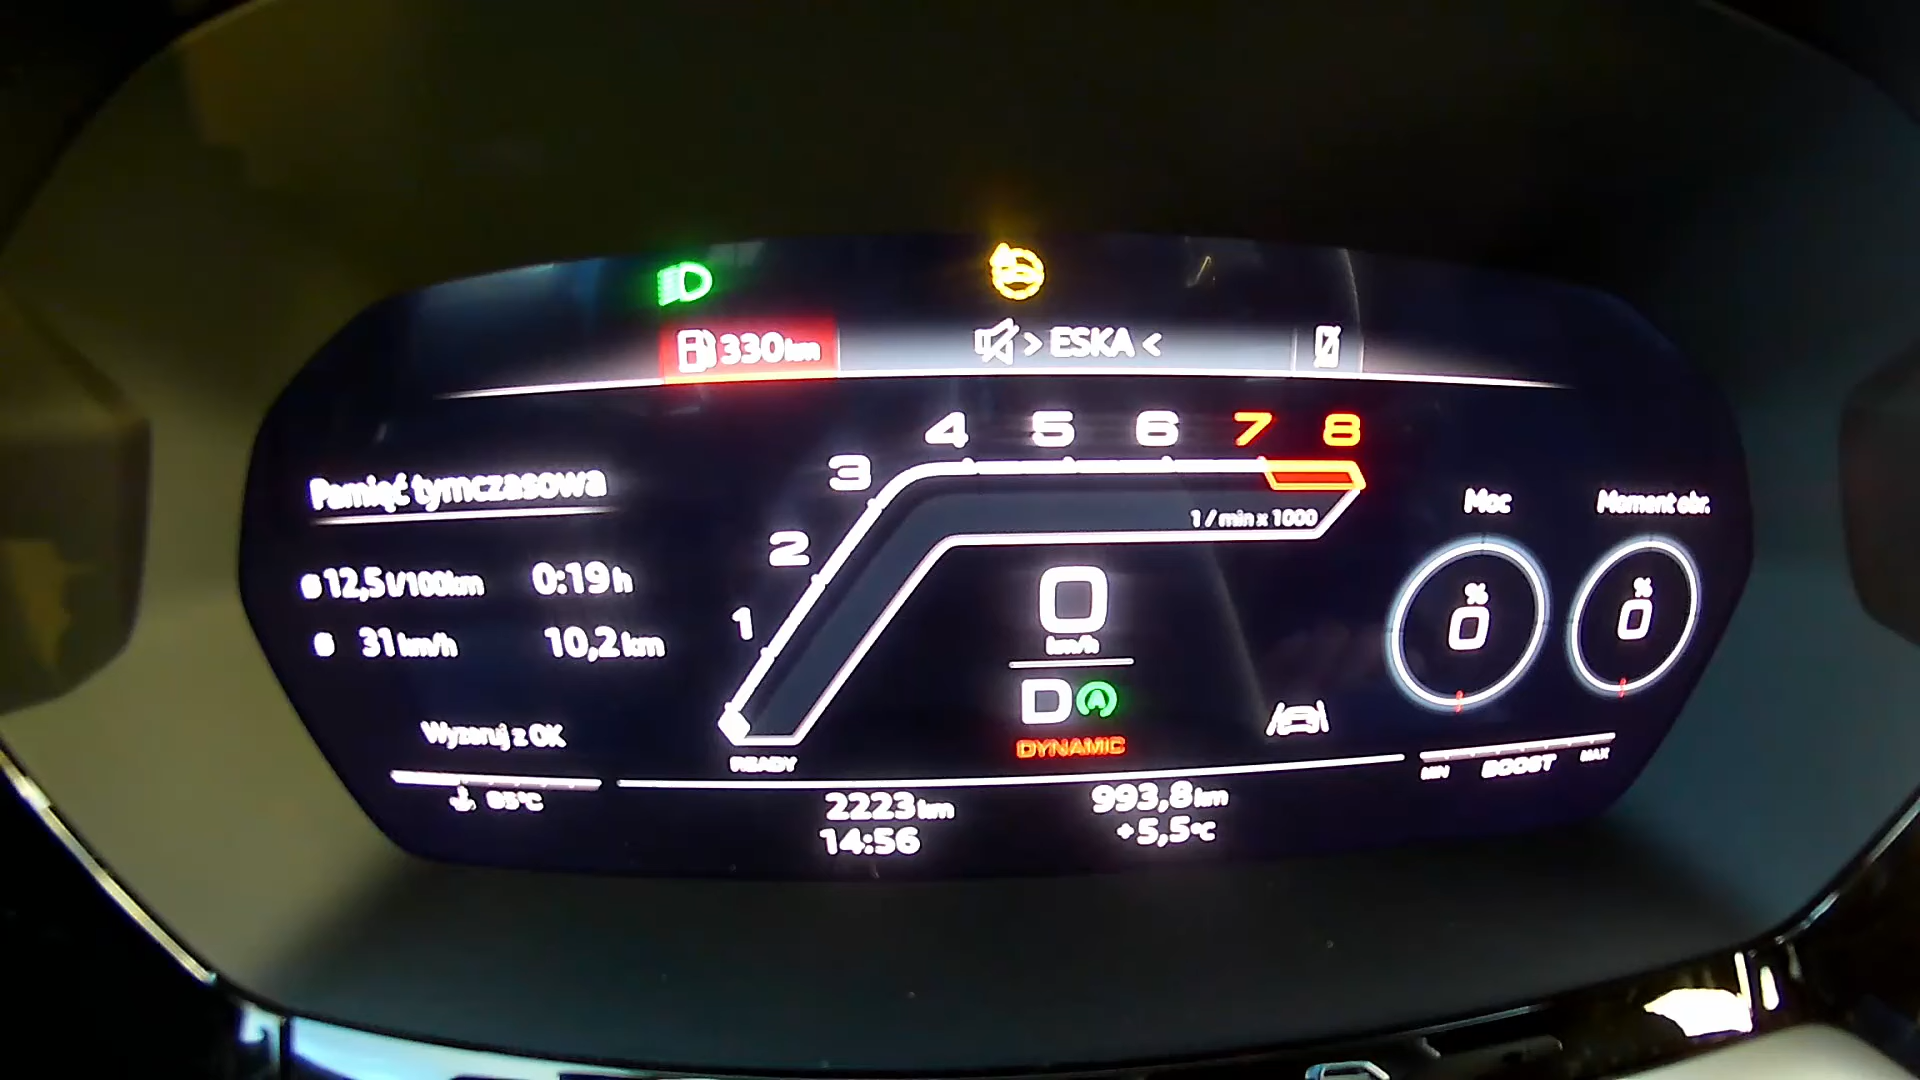 330 km
> ESKA <
4 5 6 7 8
3
2
1
1 / min x 1000
READY
Pamięć tymczasowa
12,5 l/100km 0:19 h
31 km/h 10,2 km
Wyzeruj z OK
0
km/h
D A
DYNAMIC
Moc
%
0
Moment obr.
%
0
MIN BOOST MAX
2223 km
14:56
993,8 km
+5,5 °C